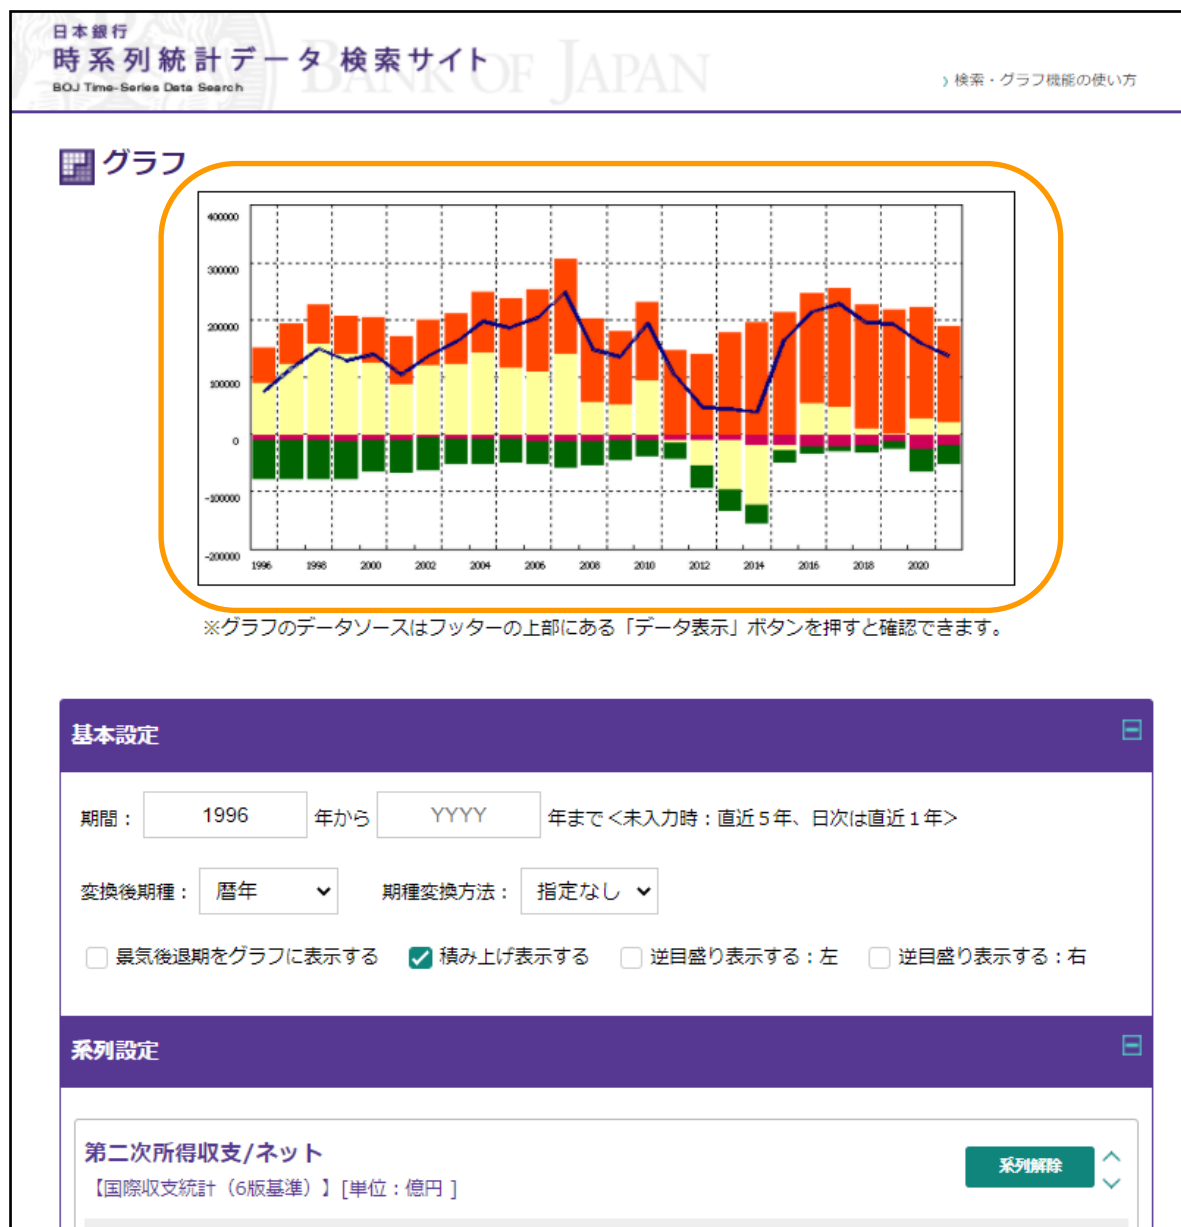 日本銀行
時系列統計データ 検索サイト
BOJ Time-Series Data Search
BANK OF JAPAN
検索・グラフ機能の使い方
グラフ
400000
300000
200000
100000
0
-100000
-200000
1996 1998 2000 2002 2004 2006 2008 2010 2012 2014 2016 2018 2020
※グラフのデータソースはフッターの上部にある「データ表示」ボタンを押すと確認できます。
基本設定
期間： 1996 年から YYYY 年まで＜未入力時：直近５年、日次は直近１年＞
変換後期種： 暦年 期種変換方法： 指定なし
景気後退期をグラフに表示する 積み上げ表示する 逆目盛り表示する：左 逆目盛り表示する：右
系列設定
第二次所得収支/ネット
系列解除
【国際収支統計（6版基準）】[単位：億円 ]